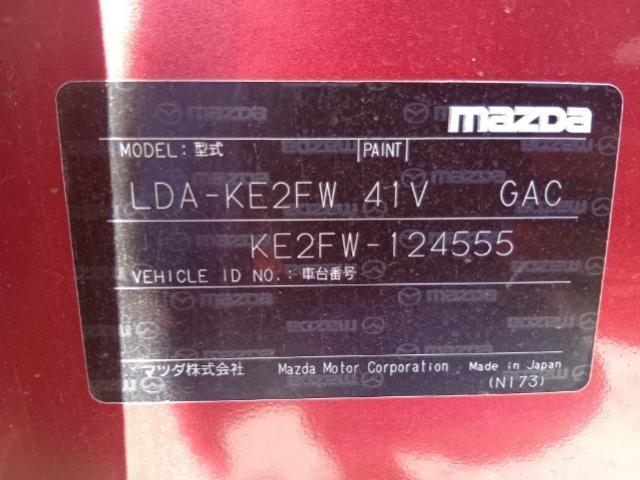 mazda
MODEL: 型式 PAINT
LDA-KE2FW 41V GAC
KE2FW-124555
VEHICLE ID NO.: 車台番号
マツダ株式会社 Mazda Motor Corporation Made in Japan
(N173)